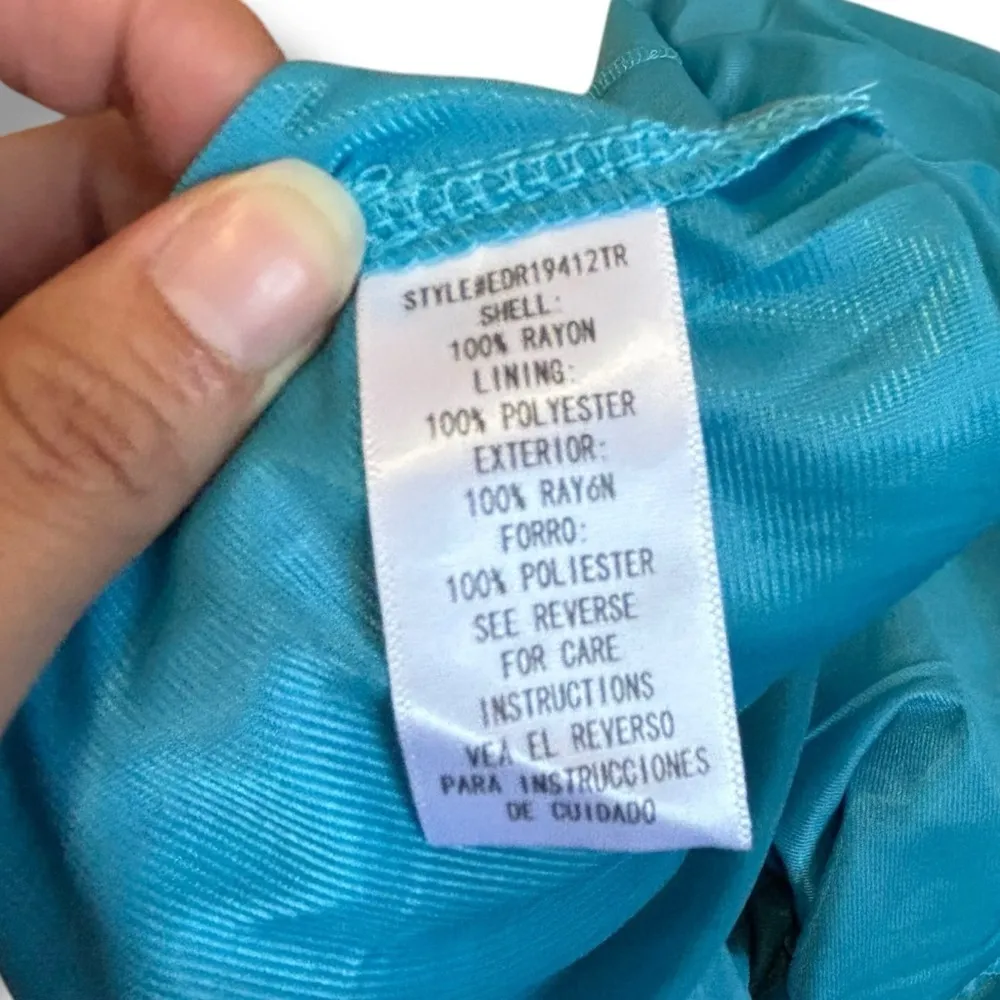 STYLE#EDR19412TR
SHELL:
100% RAYON
LINING:
100% POLYESTER
EXTERIOR:
100% RAYóN
FORRO:
100% POLIESTER
SEE REVERSE
FOR CARE
INSTRUCTIONS
VEA EL REVERSO
PARA INSTRUCCIONES
DE CUIDADO